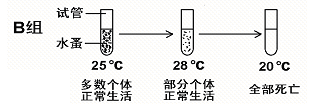 试管
B组
水蚤
25℃ 28℃ 20℃
多数个体 部分个体 全部死亡
正常生活 正常生活